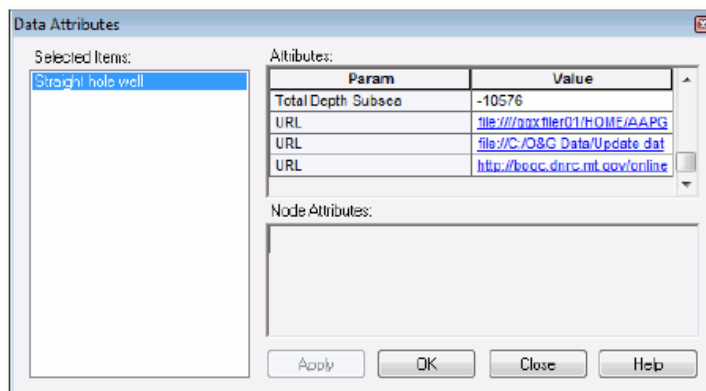 Data Attributes
Selected Items:
Straight hole well
Attributes:
Param Value
Total Depth Subsea -10576
URL file:////ggxfiler01/HOME/AAPG
URL file://C:/O&G Data/Update dat
URL http://bogc.dnrc.mt.gov/online
Node Attributes:
Apply OK Close Help